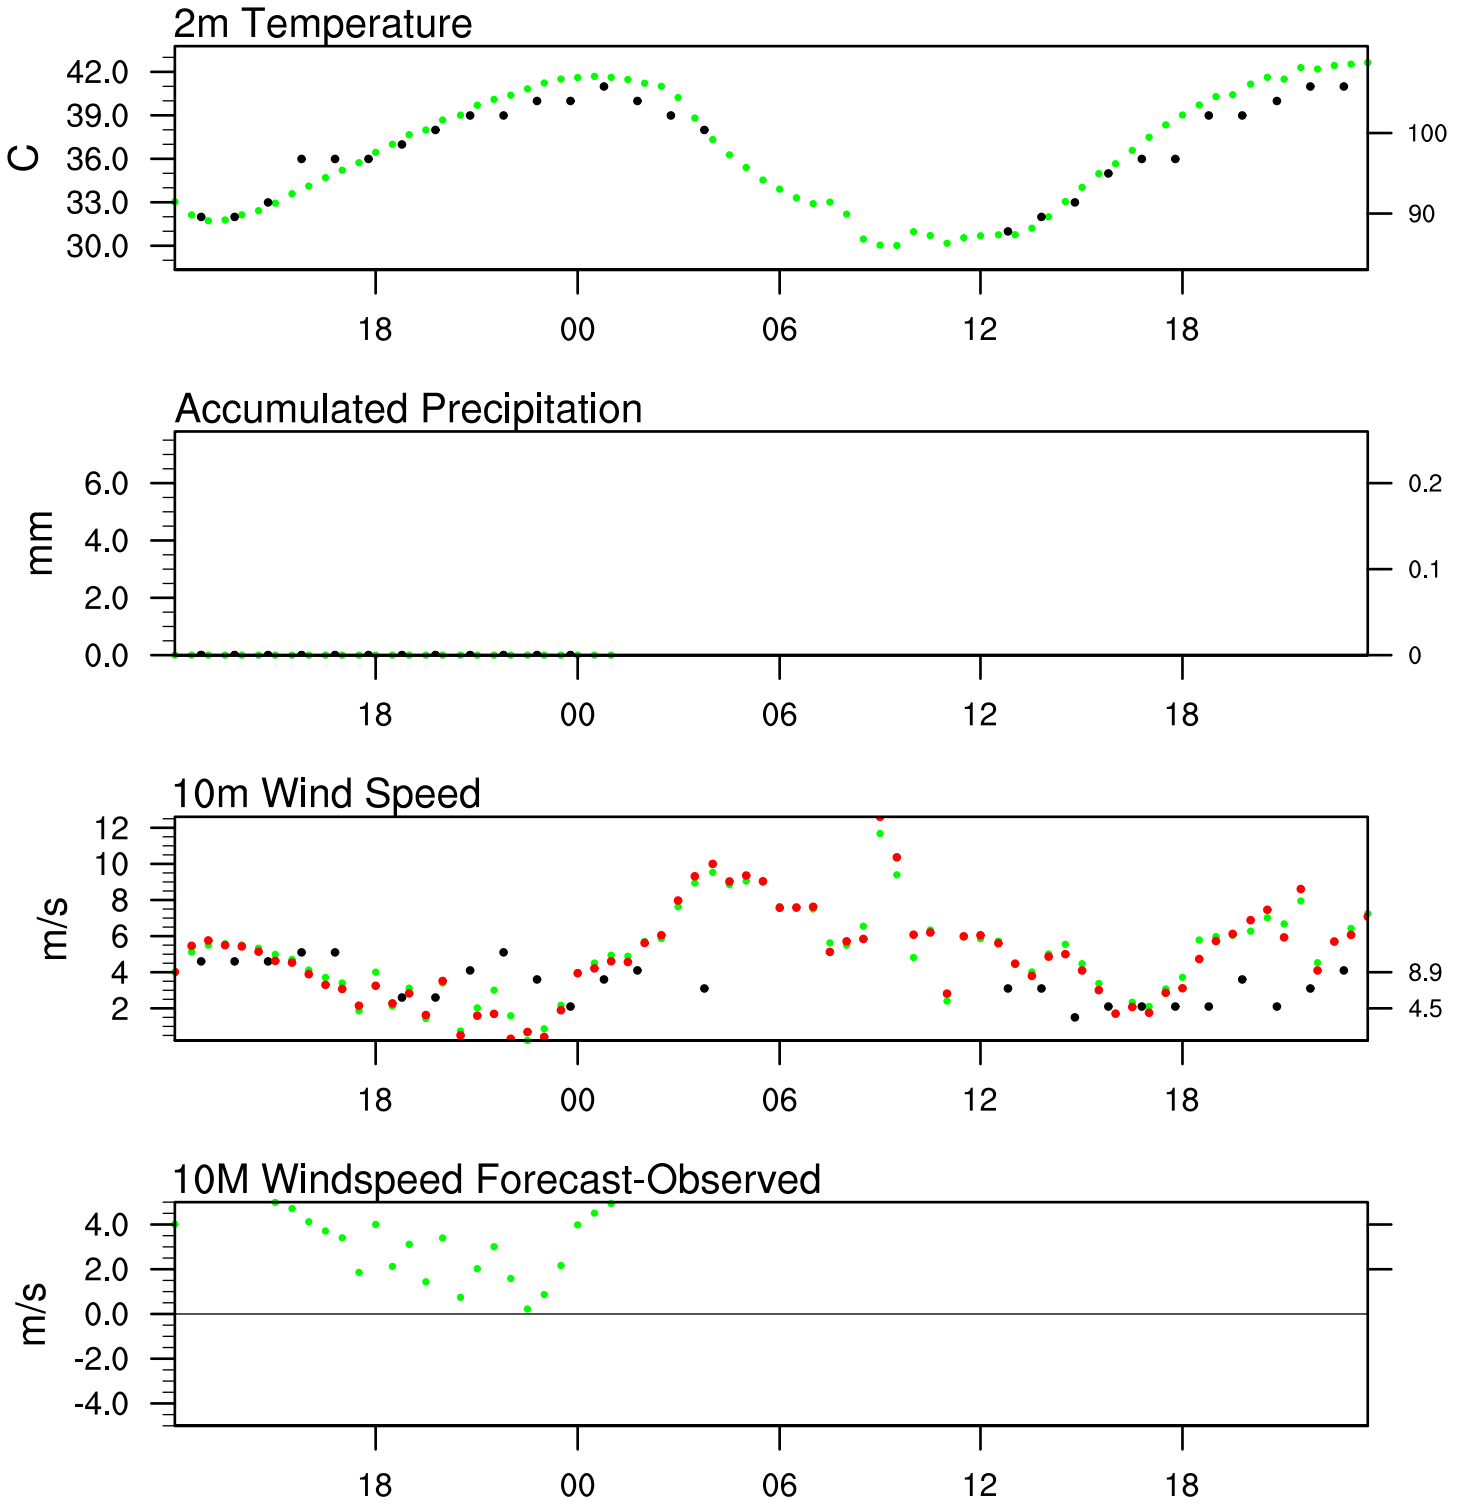 2m Temperature
C
42.0
39.0
36.0
33.0
30.0
100
90
18 00 06 12 18
Accumulated Precipitation
mm
6.0
4.0
2.0
0.0
0.2
0.1
0
18 00 06 12 18
10m Wind Speed
m/s
12
10
8
6
4
2
8.9
4.5
18 00 06 12 18
10M Windspeed Forecast-Observed
m/s
4.0
2.0
0.0
-2.0
-4.0
18 00 06 12 18